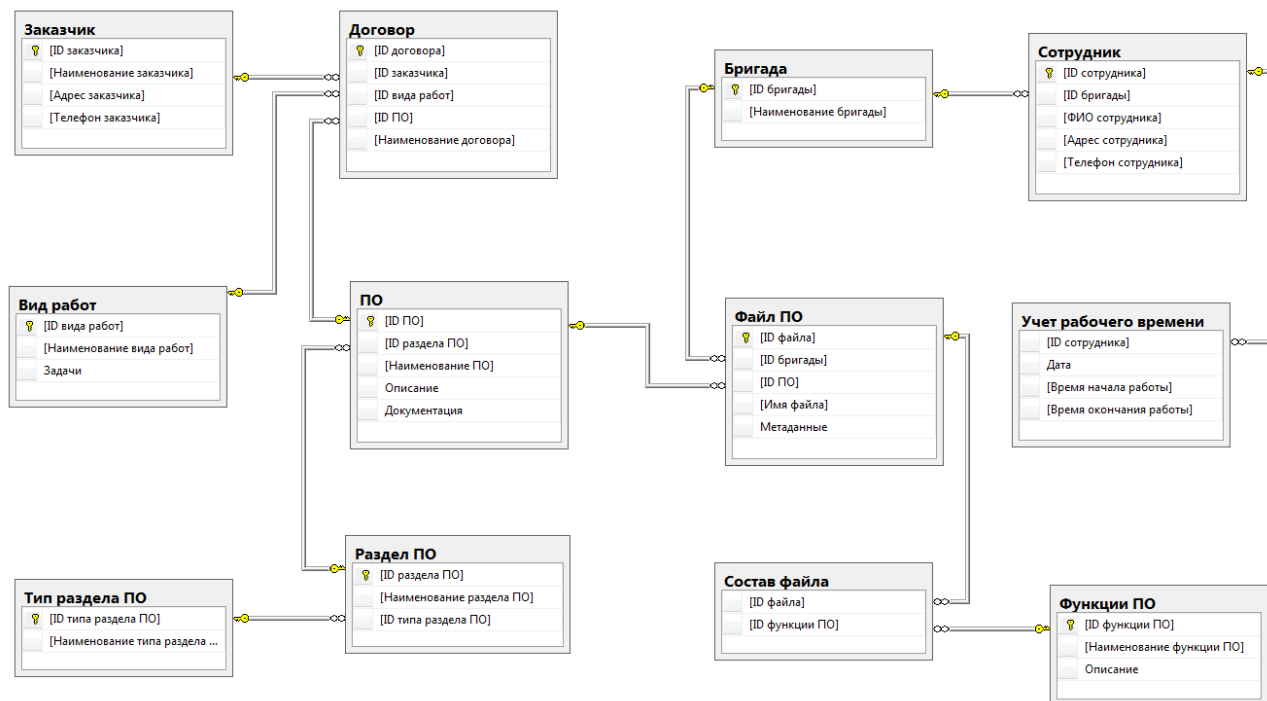 Заказчик
[ID заказчика]
[Наименование заказчика]
[Адрес заказчика]
[Телефон заказчика]
Договор
[ID договора]
[ID заказчика]
[ID вида работ]
[ID ПО]
[Наименование договора]
Бригада
[ID бригады]
[Наименование бригады]
Сотрудник
[ID сотрудника]
[ID бригады]
[ФИО сотрудника]
[Адрес сотрудника]
[Телефон сотрудника]
Вид работ
[ID вида работ]
[Наименование вида работ]
Задачи
ПО
[ID ПО]
[ID раздела ПО]
[Наименование ПО]
Описание
Документация
Файл ПО
[ID файла]
[ID бригады]
[ID ПО]
[Имя файла]
Метаданные
Учет рабочего времени
[ID сотрудника]
Дата
[Время начала работы]
[Время окончания работы]
Тип раздела ПО
[ID типа раздела ПО]
[Наименование типа раздела ...
Раздел ПО
[ID раздела ПО]
[Наименование раздела ПО]
[ID типа раздела ПО]
Состав файла
[ID файла]
[ID функции ПО]
Функции ПО
[ID функции ПО]
[Наименование функции ПО]
Описание